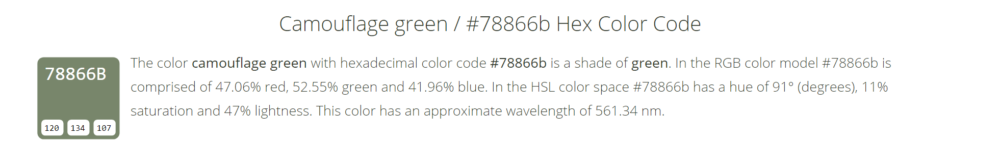 Camouflage green / #78866b Hex Color Code
78866B
120 134 107
The color camouflage green with hexadecimal color code #78866b is a shade of green. In the RGB color model #78866b is
comprised of 47.06% red, 52.55% green and 41.96% blue. In the HSL color space #78866b has a hue of 91° (degrees), 11%
saturation and 47% lightness. This color has an approximate wavelength of 561.34 nm.